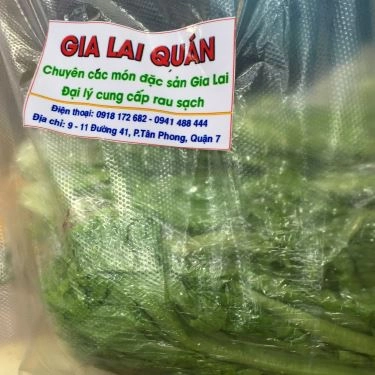 GIA LAI QUÁN
Chuyên các món đặc sản Gia Lai
Đại lý cung cấp rau sạch
Điện thoại: 0918 172 682 - 0941 488 444
Địa chỉ: 9 - 11 Đường 41, P.Tân Phong, Quận 7